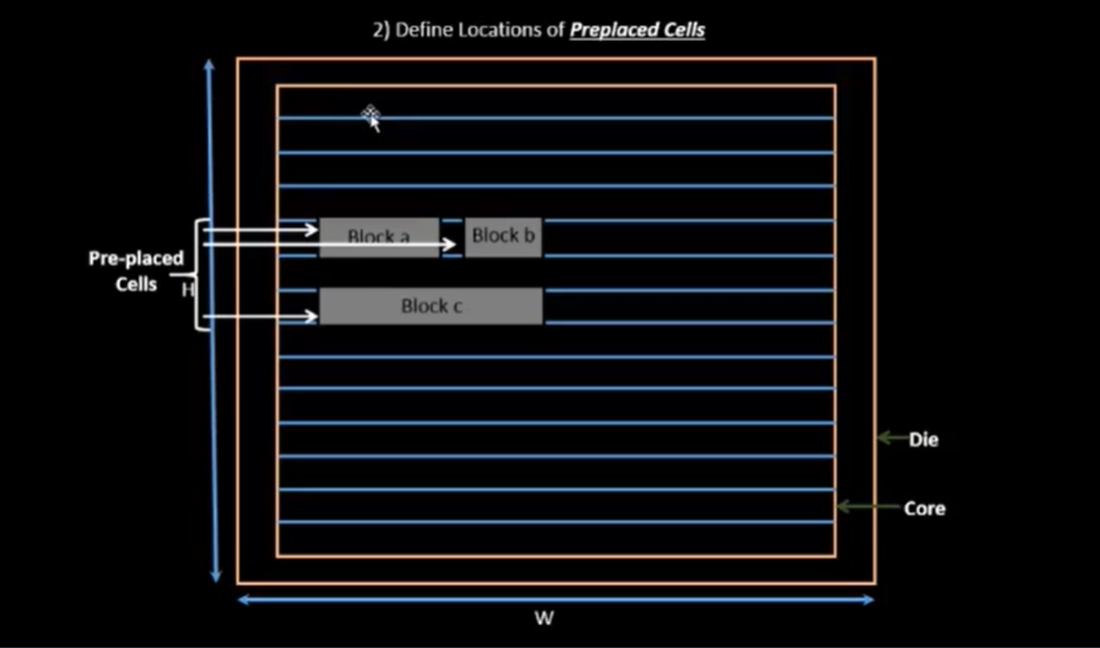 2) Define Locations of Preplaced Cells
Block a
Block b
Pre-placed
Cells
H
Block c
Die
Core
W